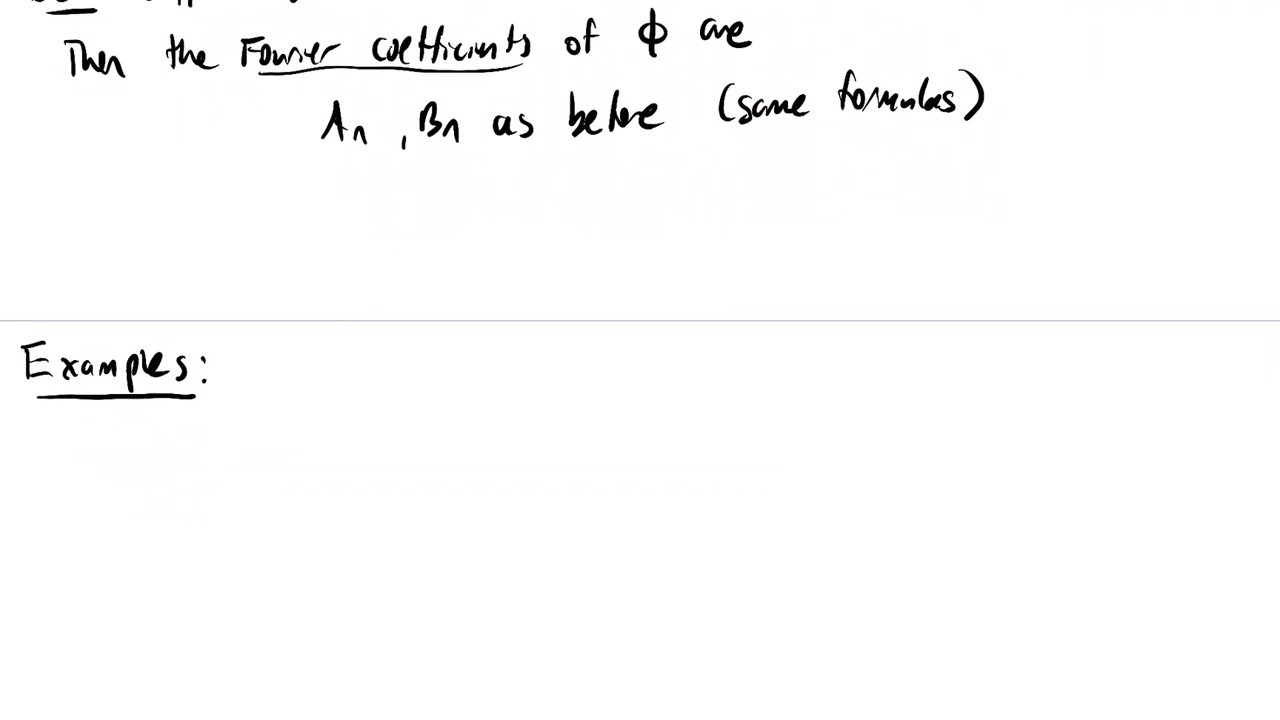 Then the Fourier coefficients of ϕ are
An , Bn as before (same formulas)
Examples: